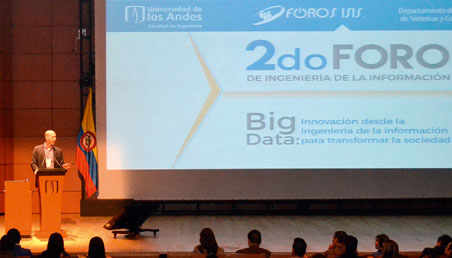 Universidad de
los Andes
Facultad de Ingeniería
FOROS ISIS
Departamento d
de Sistemas y Co
2do FORO
DE INGENIERÍA DE LA INFORMACIÓN
Big
Data:
Innovación desde la
ingeniería de la información
para transformar la sociedad